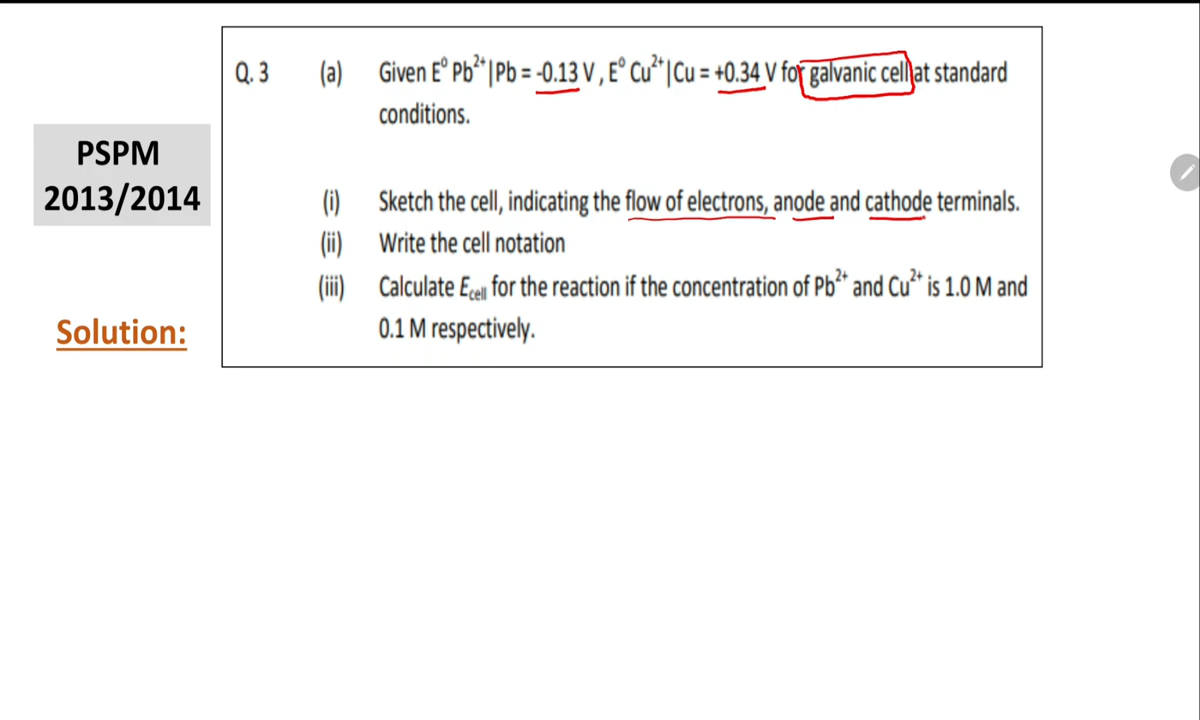 Q. 3 (a) Given E° Pb²⁺|Pb = -0.13 V , E° Cu²⁺|Cu = +0.34 V for galvanic cell at standard
conditions.
PSPM
2013/2014
(i) Sketch the cell, indicating the flow of electrons, anode and cathode terminals.
(ii) Write the cell notation
(iii) Calculate Ecell for the reaction if the concentration of Pb²⁺ and Cu²⁺ is 1.0 M and
0.1 M respectively.
Solution: